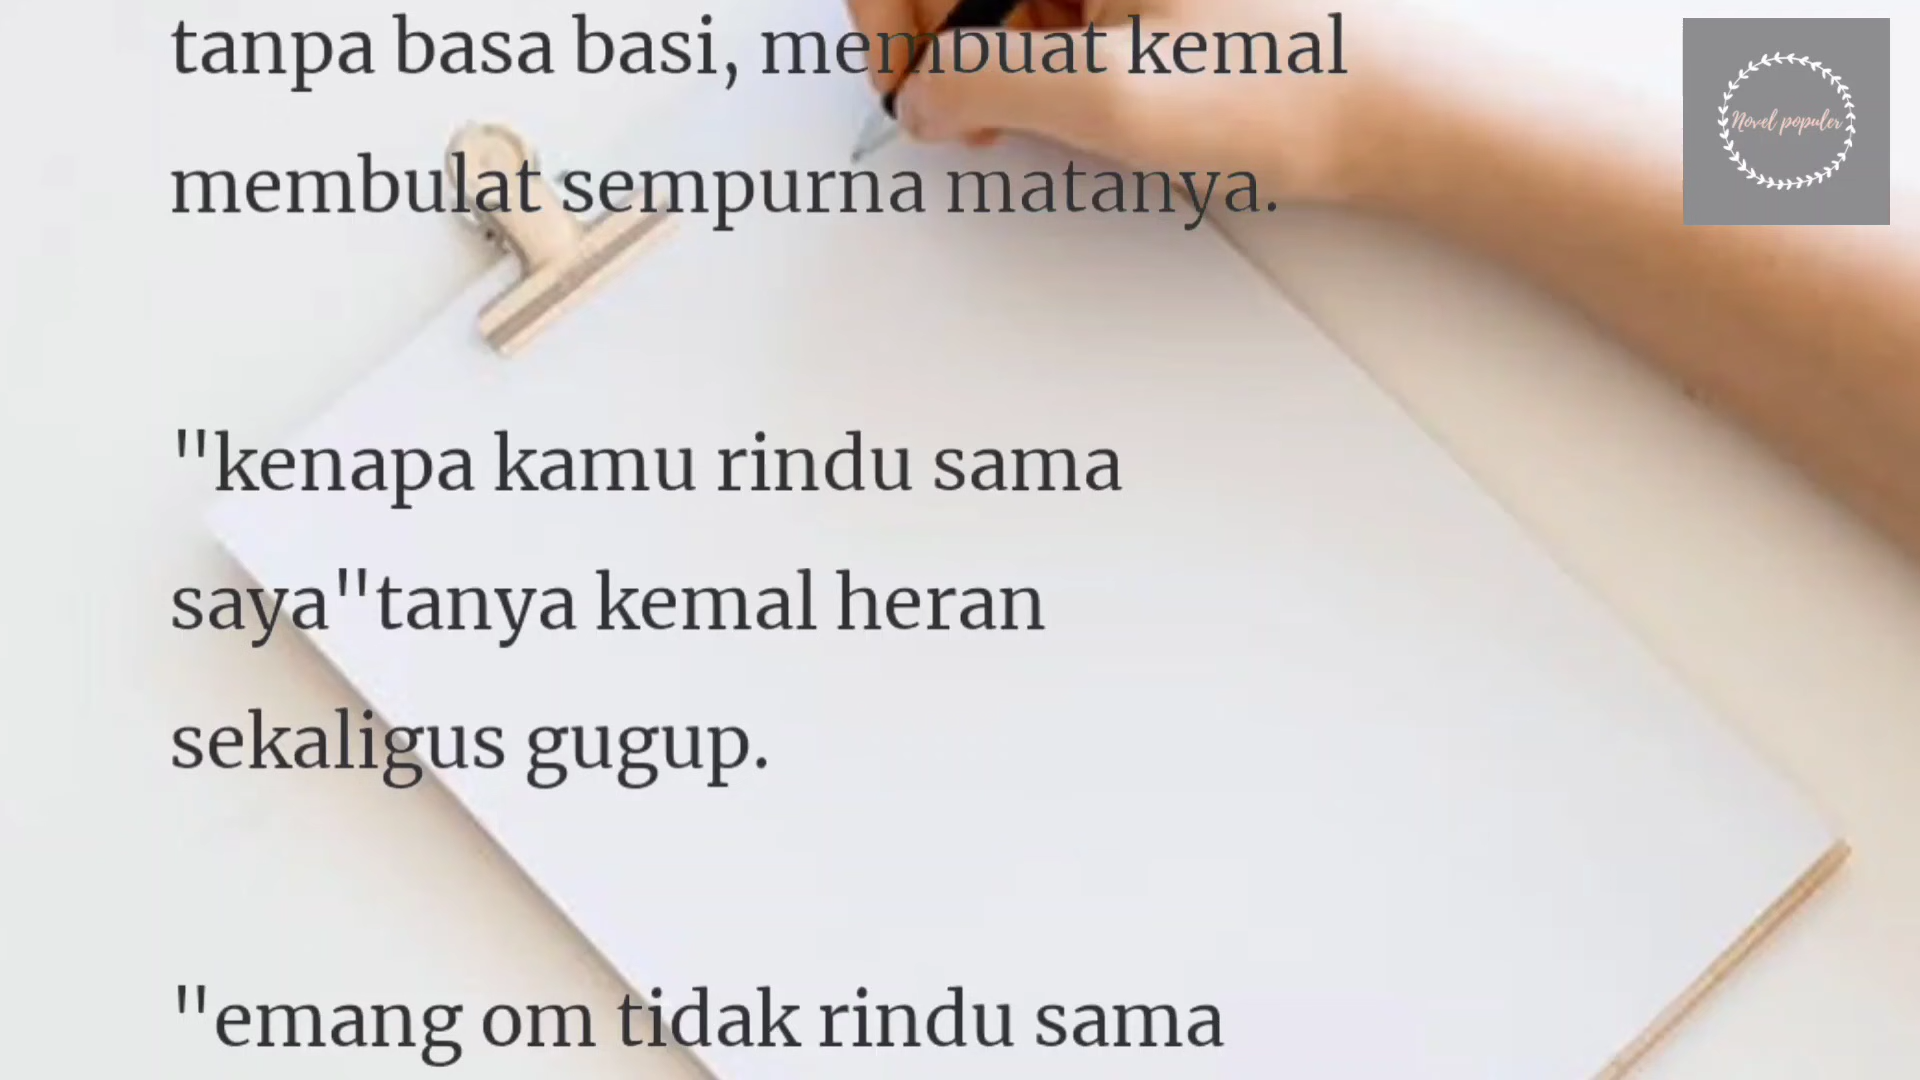 tanpa basa basi, membuat kemal
membulat sempurna matanya.
"kenapa kamu rindu sama
saya"tanya kemal heran
sekaligus gugup.
"emang om tidak rindu sama
Novel populer